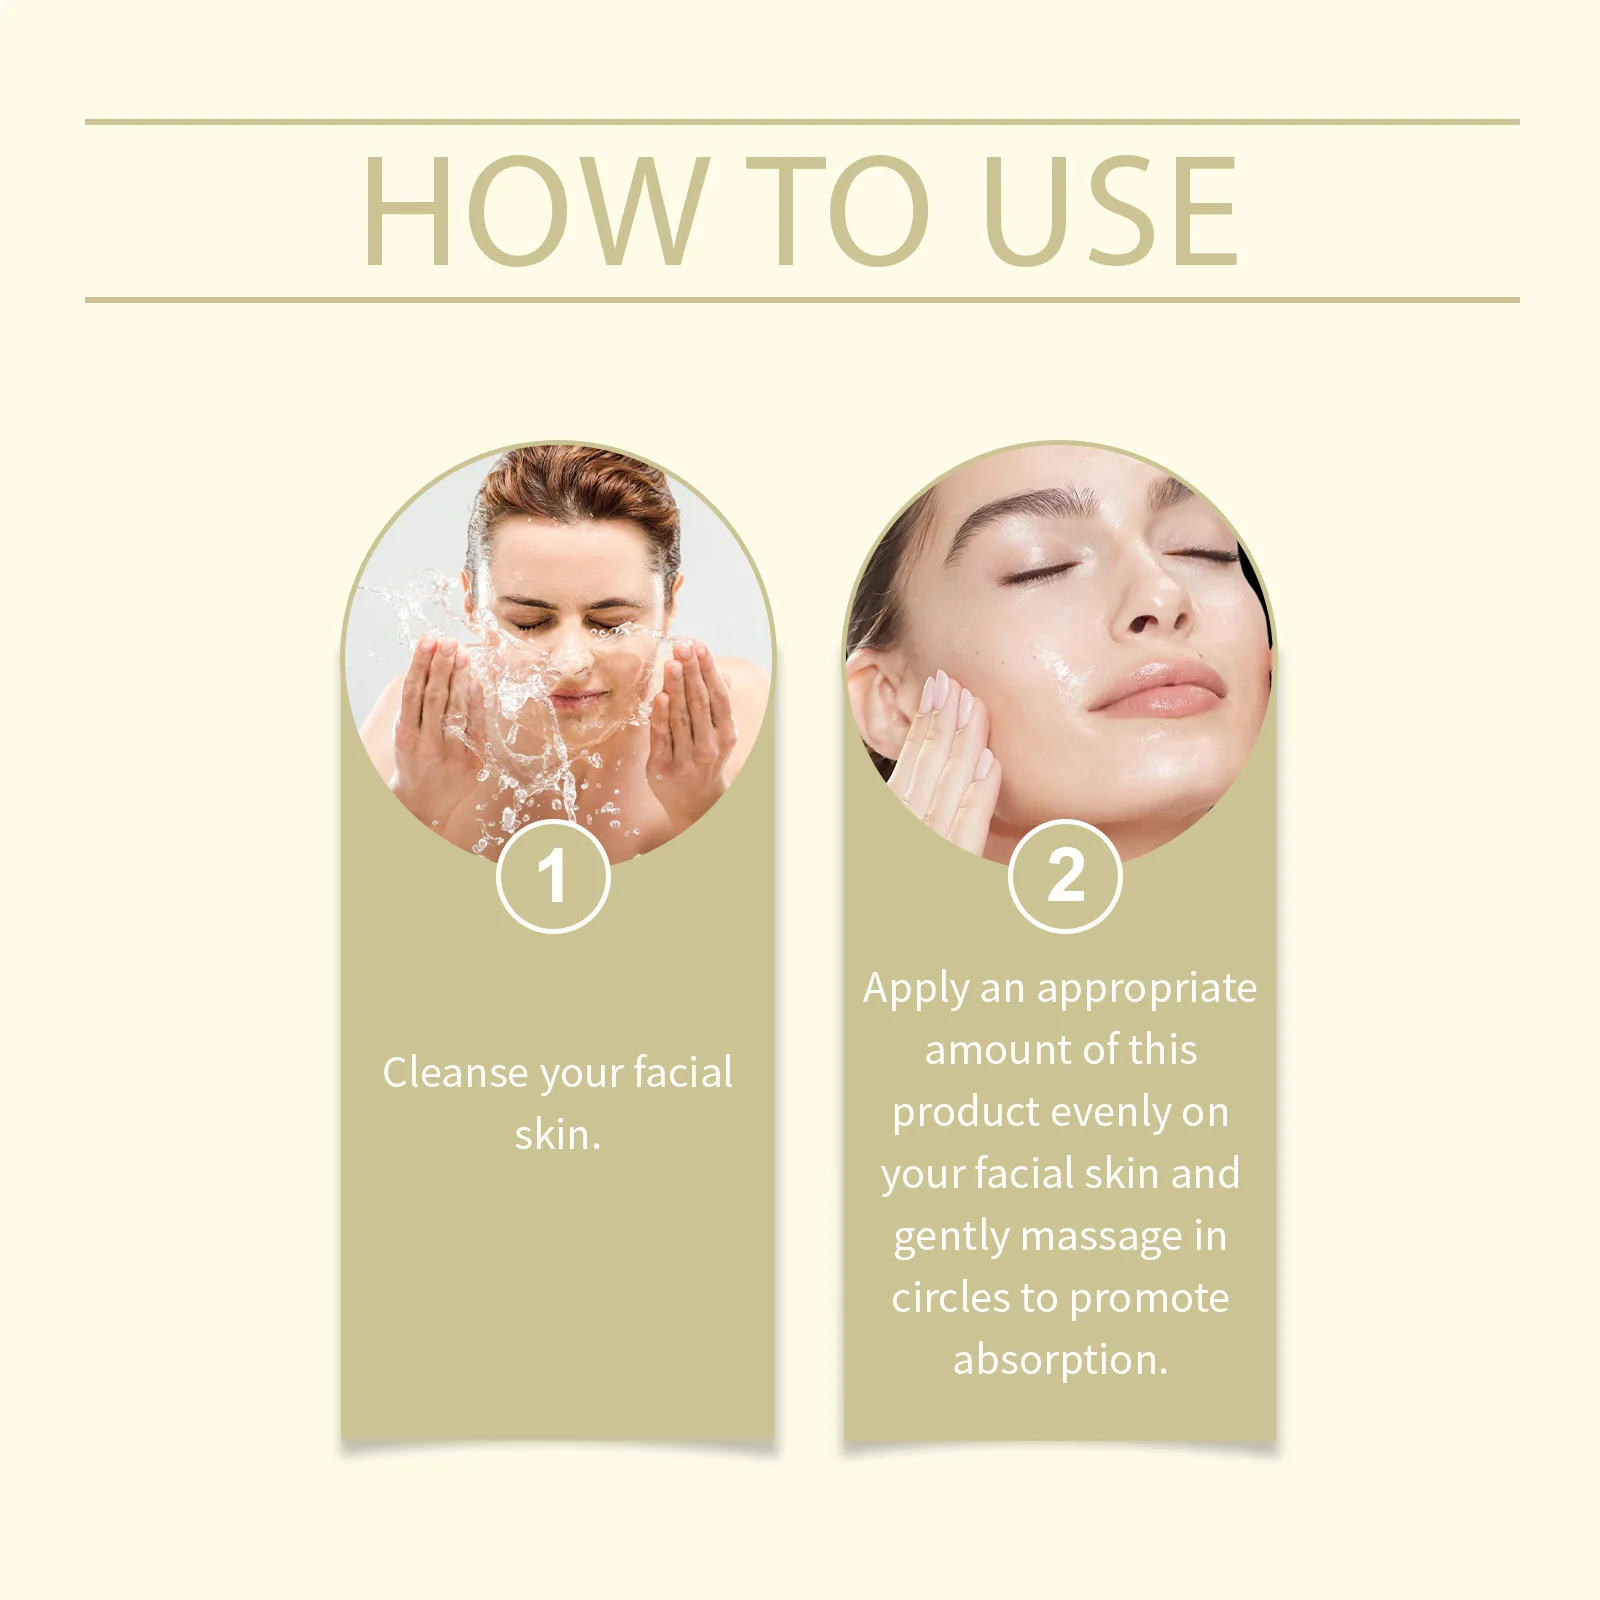 HOW TO USE
1
Cleanse your facial
skin.
2
Apply an appropriate
amount of this
product evenly on
your facial skin and
gently massage in
circles to promote
absorption.